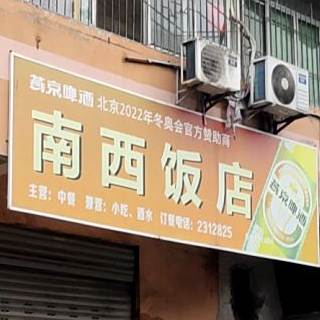 燕京啤酒 北京2022年冬奥会官方赞助商
南西饭店
主营：中餐 兼营：小吃、酒水 订餐电话：2312825
燕京啤酒